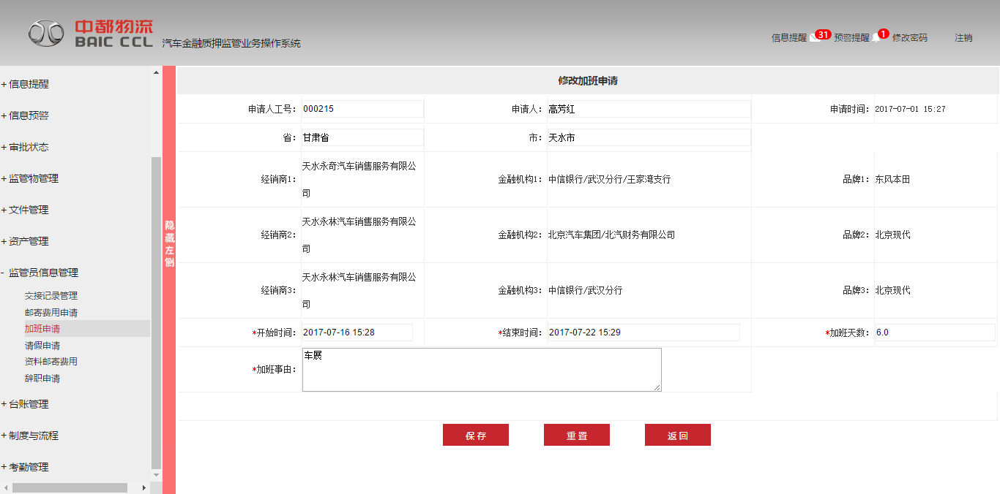 中都物流
BAIC CCL
汽车金融质押监管业务操作系统
信息提醒 31 预警提醒 1 修改密码 注销
+ 信息提醒
+ 信息预警
+ 审批状态
+ 监管物管理
+ 文件管理
+ 资产管理
- 监管员信息管理
交接记录管理
邮寄费用申请
加班申请
请假申请
资料邮寄费用
辞职申请
+ 台账管理
+ 制度与流程
+ 考勤管理
隐藏左侧
修改加班申请
申请人工号： 000215 申请人： 高芳红 申请时间： 2017-07-01 15:27
省： 甘肃省 市： 天水市
经销商1： 天水永奇汽车销售服务有限公
司
金融机构1： 中信银行/武汉分行/王家湾支行 品牌1： 东风本田
经销商2： 天水永林汽车销售服务有限公
司
金融机构2： 北京汽车集团/北汽财务有限公司 品牌2： 北京现代
经销商3： 天水永林汽车销售服务有限公
司
金融机构3： 中信银行/武汉分行 品牌3： 北京现代
*开始时间： 2017-07-16 15:28 *结束时间： 2017-07-22 15:29 *加班天数： 6.0
*加班事由： 车展
保存 重置 返回